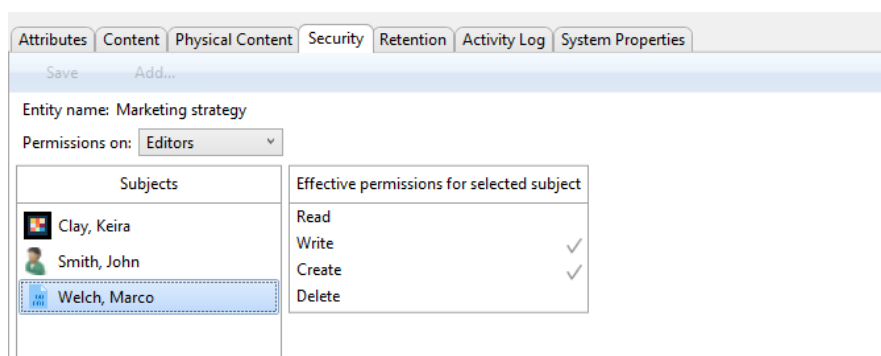 Attributes Content Physical Content Security Retention Activity Log System Properties
Save Add...
Entity name: Marketing strategy
Permissions on: Editors
Subjects
Clay, Keira
Smith, John
Welch, Marco
Effective permissions for selected subject
Read
Write
Create
Delete